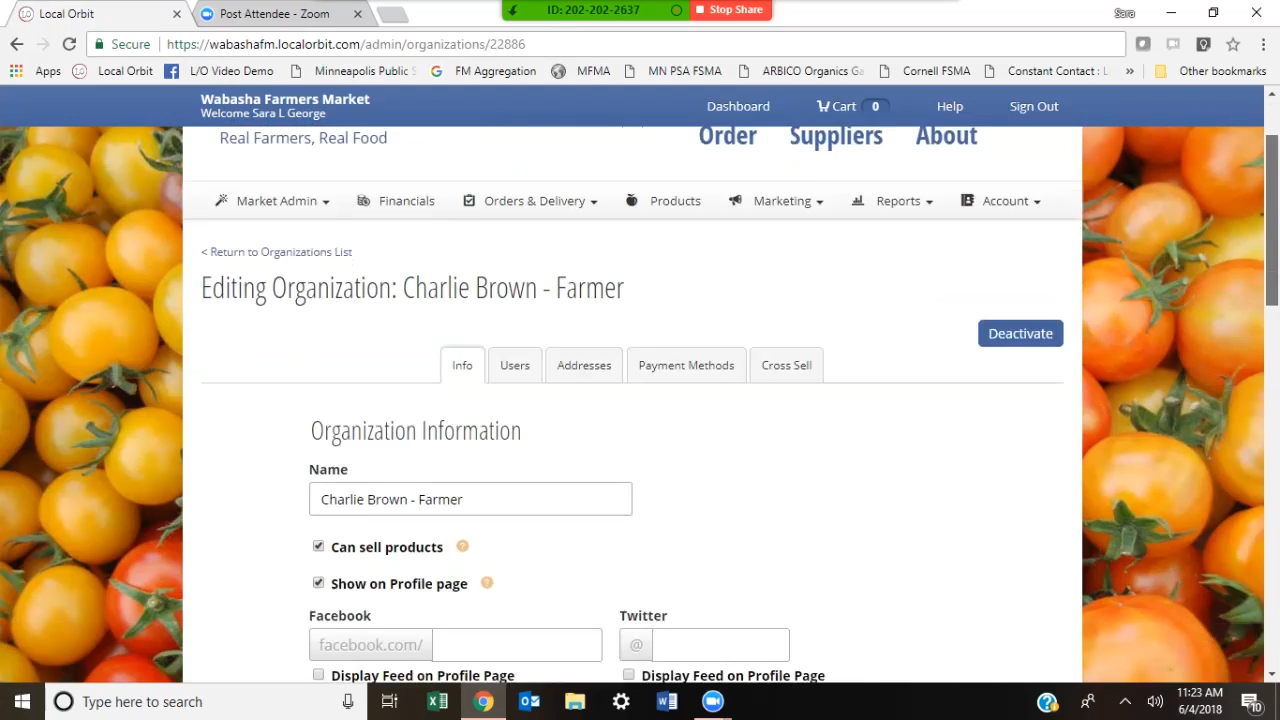 Local Orbit
Post Attendee - Zoom
ID: 202-202-2637
Stop Share
Sara
Secure
https://wabashafm.localorbit.com/admin/organizations/22886
Apps
Local Orbit
L/O Video Demo
Minneapolis Public S
FM Aggregation
MFMA
MN PSA FSMA
ARBICO Organics Ga
Cornell FSMA
Constant Contact : L
»
Other bookmarks
Wabasha Farmers Market
Welcome Sara L George
Dashboard
Cart 0
Help
Sign Out
Real Farmers, Real Food
Order
Suppliers
About
Market Admin
Financials
Orders & Delivery
Products
Marketing
Reports
Account
< Return to Organizations List
Editing Organization: Charlie Brown - Farmer
Deactivate
Info
Users
Addresses
Payment Methods
Cross Sell
Organization Information
Name
Charlie Brown - Farmer
Can sell products ?
Show on Profile page ?
Facebook
Twitter
facebook.com/
@
Display Feed on Profile Page
Display Feed on Profile Page
Type here to search
11:23 AM
6/4/2018
10